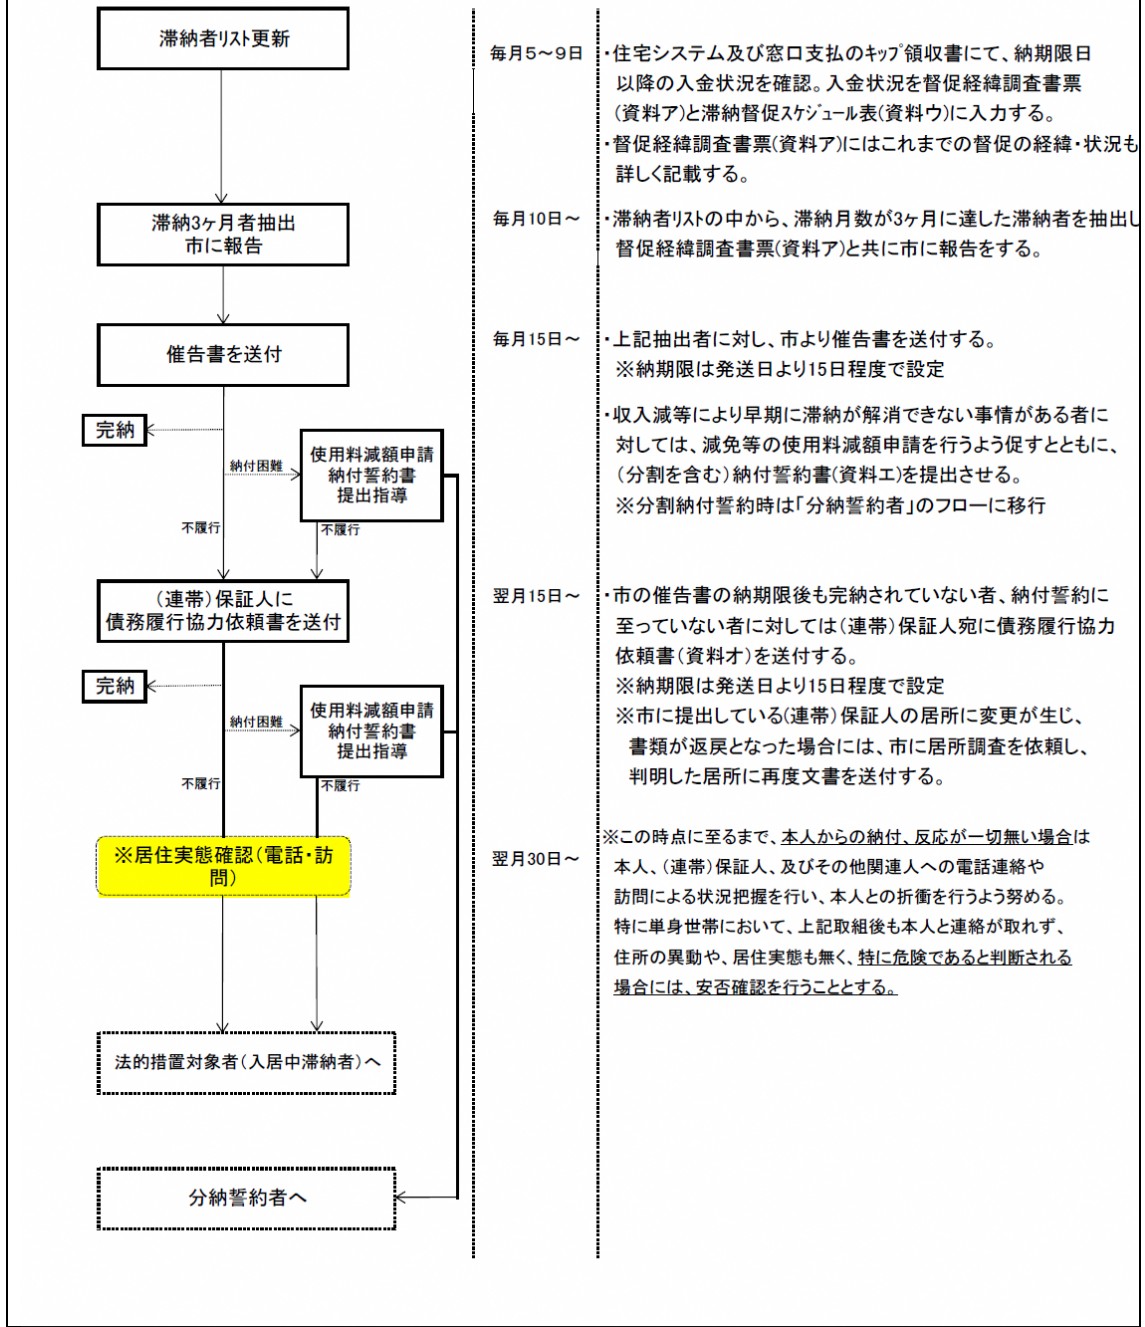 滞納者リスト更新
毎月5～9日
・住宅システム及び窓口支払のキップ領収書にて、納期限日
以降の入金状況を確認。入金状況を督促経緯調査書票
(資料ア)と滞納督促スケジュール表(資料ウ)に入力する。
・督促経緯調査書票(資料ア)にはこれまでの督促の経緯・状況も
詳しく記載する。
滞納3ヶ月者抽出
市に報告
毎月10日～
・滞納者リストの中から、滞納月数が3ヶ月に達した滞納者を抽出し
督促経緯調査書票(資料ア)と共に市に報告をする。
催告書を送付
毎月15日～
・上記抽出者に対し、市より催告書を送付する。
※納期限は発送日より15日程度で設定
完納
納付困難
使用料減額申請
納付誓約書
提出指導
不履行
不履行
・収入減等により早期に滞納が解消できない事情がある者に
対しては、減免等の使用料減額申請を行うよう促すとともに、
(分割を含む)納付誓約書(資料エ)を提出させる。
※分割納付誓約時は「分納誓約者」のフローに移行
(連帯)保証人に
債務履行協力依頼書を送付
翌月15日～
・市の催告書の納期限後も完納されていない者、納付誓約に
至っていない者に対しては(連帯)保証人宛に債務履行協力
依頼書(資料オ)を送付する。
※納期限は発送日より15日程度で設定
※市に提出している(連帯)保証人の居所に変更が生じ、
書類が返戻となった場合には、市に居所調査を依頼し、
判明した居所に再度文書を送付する。
完納
納付困難
使用料減額申請
納付誓約書
提出指導
不履行
不履行
※居住実態確認(電話・訪
問)
翌月30日～
※この時点に至るまで、本人からの納付、反応が一切無い場合は
本人、(連帯)保証人、及びその他関連人への電話連絡や
訪問による状況把握を行い、本人との折衝を行うよう努める。
特に単身世帯において、上記取組後も本人と連絡が取れず、
住所の異動や、居住実態も無く、特に危険であると判断される
場合には、安否確認を行うこととする。
法的措置対象者(入居中滞納者)へ
分納誓約者へ